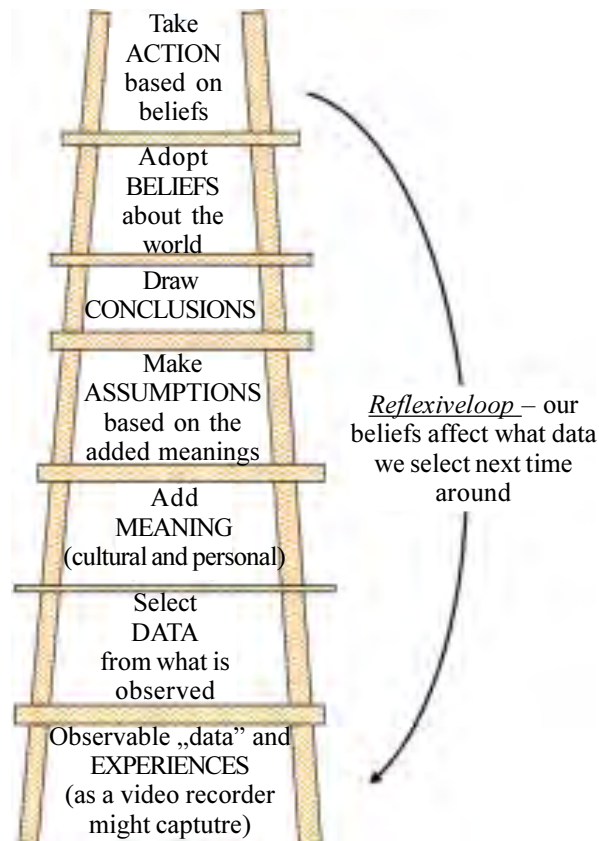 Take
ACTION
based on
beliefs
Adopt
BELIEFS
about the
world
Draw
CONCLUSIONS
Make
ASSUMPTIONS
based on the
added meanings
Add
MEANING
(cultural and personal)
Select
DATA
from what is
observed
Observable „data” and
EXPERIENCES
(as a video recorder
might captutre)
Reflexiveloop – our
beliefs affect what data
we select next time
around